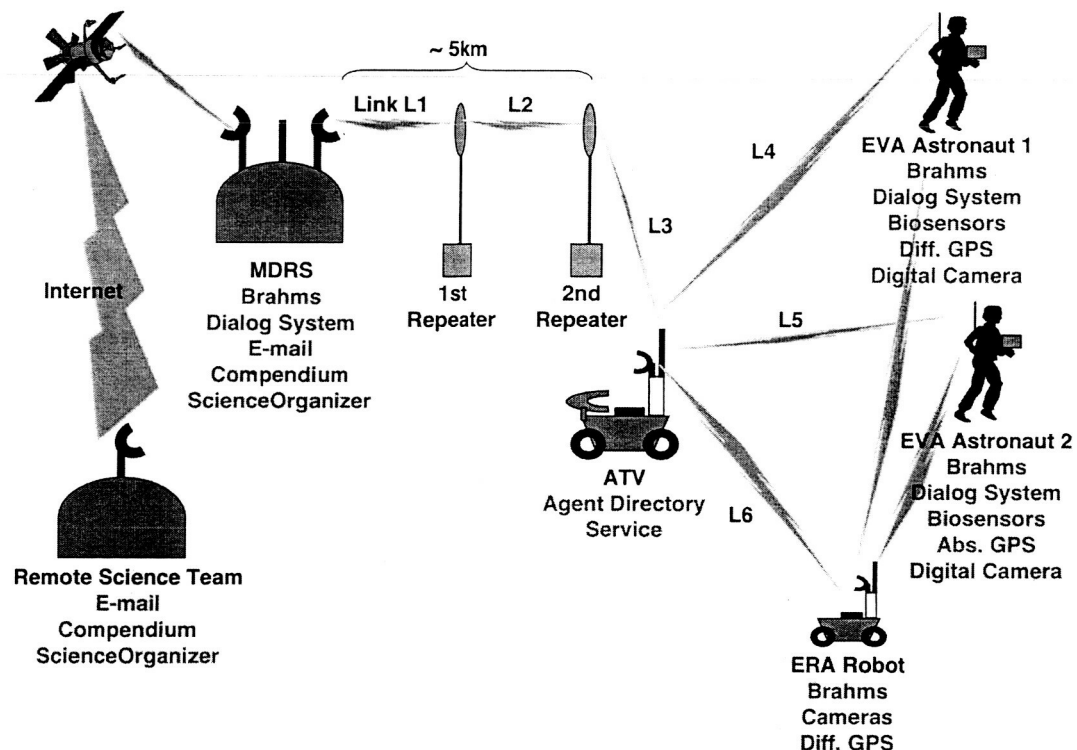 ~ 5km
Link L1
L2
L3
L4
L5
L6
Internet
MDRS
Brahms
Dialog System
E-mail
Compendium
ScienceOrganizer
1st
Repeater
2nd
Repeater
EVA Astronaut 1
Brahms
Dialog System
Biosensors
Diff. GPS
Digital Camera
ATV
Agent Directory
Service
EVA Astronaut 2
Brahms
Dialog System
Biosensors
Abs. GPS
Digital Camera
Remote Science Team
E-mail
Compendium
ScienceOrganizer
ERA Robot
Brahms
Cameras
Diff. GPS